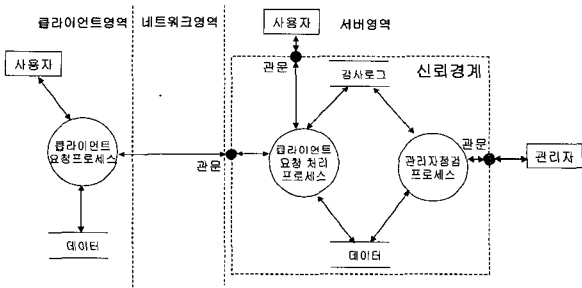 클라이언트영역
네트워크영역
사용자
서버영역
사용자
관문
감사로그
신뢰경계
클라이언트
요청프로세스
관문
클라이언트
요청 처리
프로세스
관리자점검
프로세스
관문
관리자
데이터
데이터